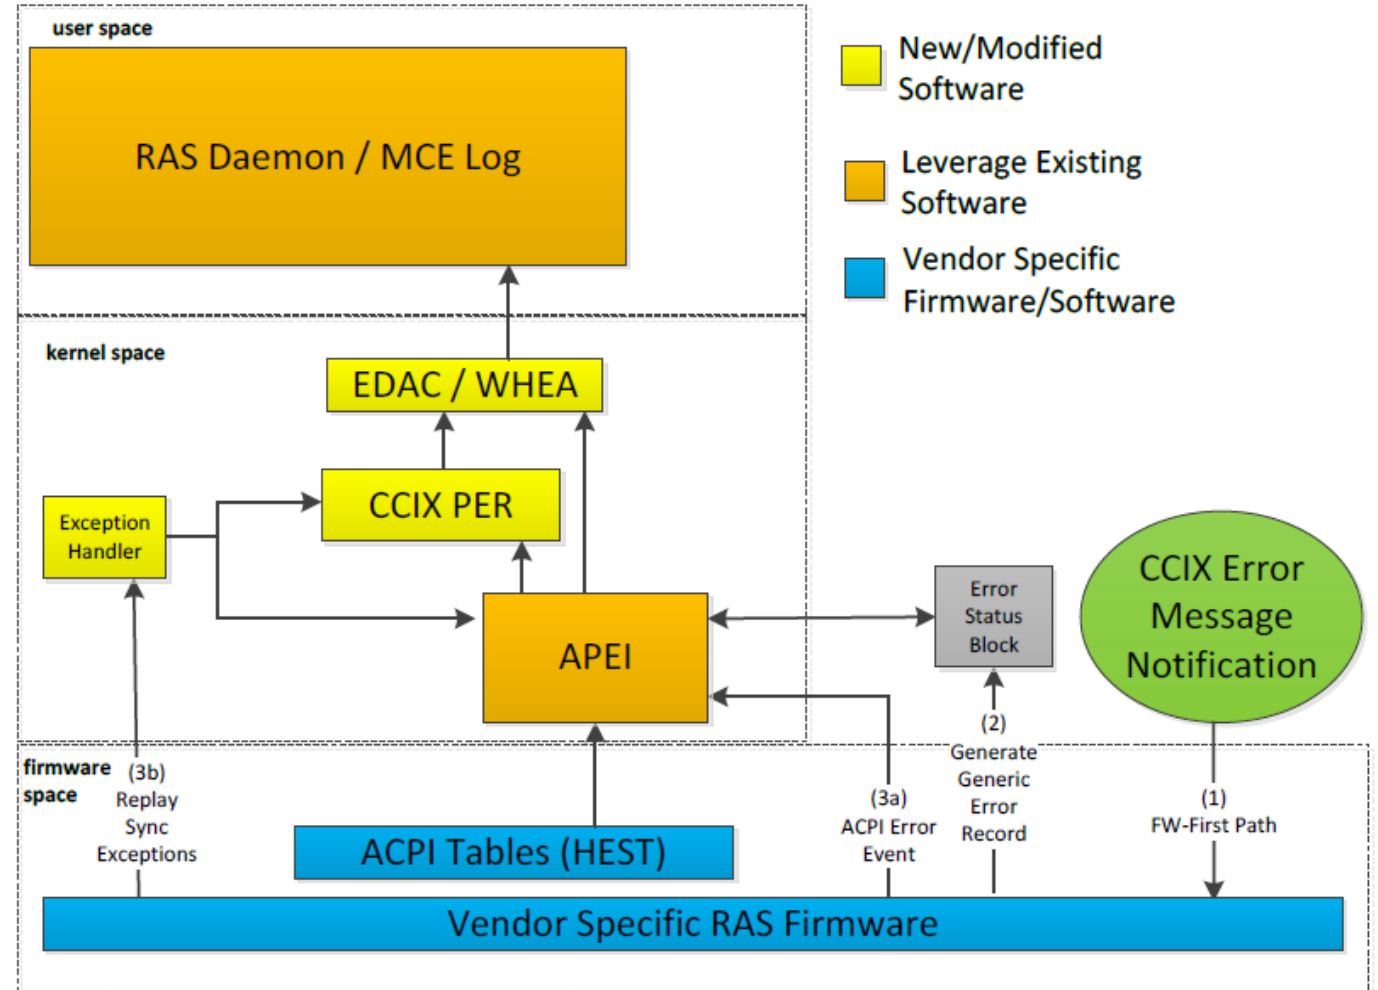 user space
RAS Daemon / MCE Log
New/Modified
Software
Leverage Existing
Software
Vendor Specific
Firmware/Software
kernel space
EDAC / WHEA
CCIX PER
Exception
Handler
APEI
Error
Status
Block
CCIX Error
Message
Notification
firmware
space
(3b)
Replay
Sync
Exceptions
ACPI Tables (HEST)
(3a)
ACPI Error
Event
(2)
Generate
Generic
Error
Record
(1)
FW-First Path
Vendor Specific RAS Firmware